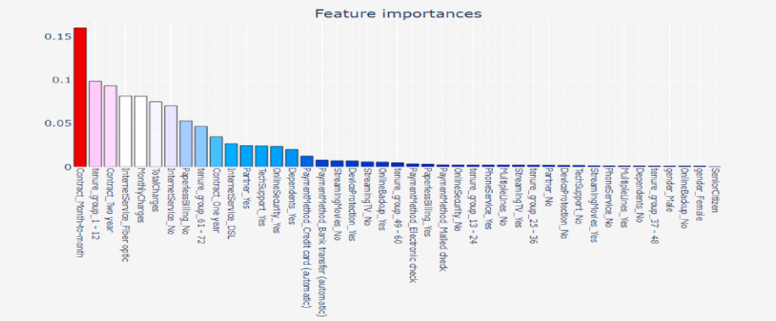 Feature importances
0.15
0.1
0.05
0
Contract_Month-to-month
tenure_group_1 - 12
Contract_Two year
InternetService_Fiber optic
MonthlyCharges
TotalCharges
InternetService_No
PaperlessBilling_No
tenure_group_61 - 72
Contract_One year
InternetService_DSL
Partner_Yes
TechSupport_Yes
OnlineSecurity_Yes
Dependents_Yes
PaymentMethod_Credit card (automatic)
PaymentMethod_Bank transfer (automatic)
StreamingMovies_No
DeviceProtection_Yes
StreamingTV_No
OnlineBackup_Yes
tenure_group_49 - 60
PaymentMethod_Electronic check
PaperlessBilling_Yes
PaymentMethod_Mailed check
OnlineSecurity_No
tenure_group_13 - 24
PhoneService_Yes
MultipleLines_No
StreamingTV_Yes
tenure_group_25 - 36
Partner_No
DeviceProtection_No
TechSupport_No
StreamingMovies_Yes
PhoneService_No
MultipleLines_Yes
Dependents_No
tenure_group_37 - 48
gender_Male
OnlineBackup_No
gender_Female
SeniorCitizen